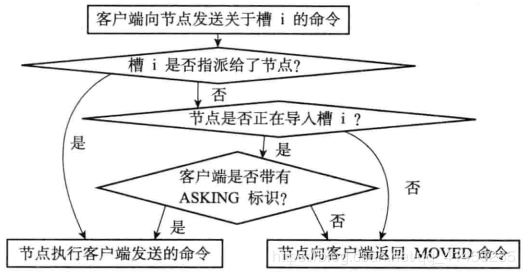 客户端向节点发送关于槽 i 的命令
槽 i 是否指派给了节点?
否
节点是否正在导入槽 i?
是
是
客户端是否带有
ASKING 标识?
否
是
否
节点执行客户端发送的命令
节点向客户端返回 MOVED 命令